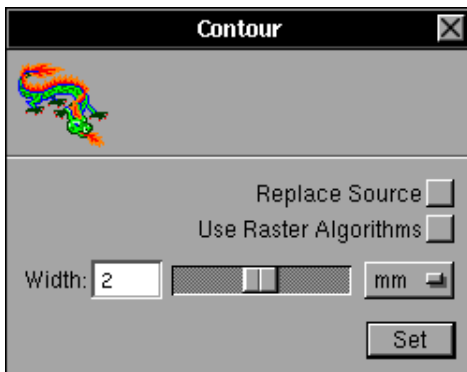 Contour
Replace Source
Use Raster Algorithms
Width: 2 mm
Set